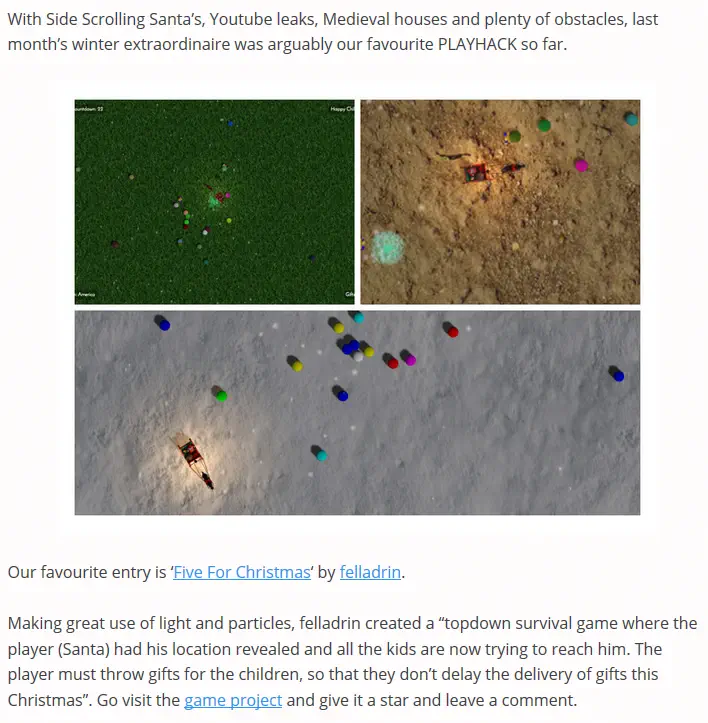 With Side Scrolling Santa’s, Youtube leaks, Medieval houses and plenty of obstacles, last
month’s winter extraordinaire was arguably our favourite PLAYHACK so far.
ountdown: 22
Happy Chil
America
Gifts
Our favourite entry is ‘Five For Christmas‘ by felladrin.
Making great use of light and particles, felladrin created a “topdown survival game where the
player (Santa) had his location revealed and all the kids are now trying to reach him. The
player must throw gifts for the children, so that they don’t delay the delivery of gifts this
Christmas”. Go visit the game project and give it a star and leave a comment.